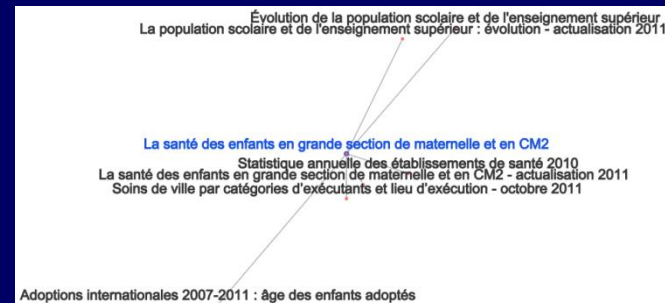 Évolution de la population scolaire et de l'enseignement supérieur
La population scolaire et de l'enseignement supérieur : évolution - actualisation 2011
La santé des enfants en grande section de maternelle et en CM2
Statistique annuelle des établissements de santé 2010
La santé des enfants en grande section de maternelle et en CM2 - actualisation 2011
Soins de ville par catégories d'exécutants et lieu d'exécution - octobre 2011
Adoptions internationales 2007-2011 : âge des enfants adoptés